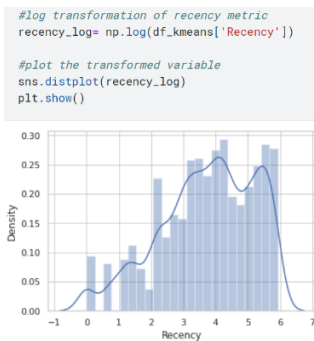 #log transformation of recency metric
recency_log= np.log(df_kmeans['Recency'])
#plot the transformed variable
sns.distplot(recency_log)
plt.show()
0.30
0.25
0.20
0.15
0.10
0.05
0.00
Density
−1 0 1 2 3 4 5 6 7
Recency